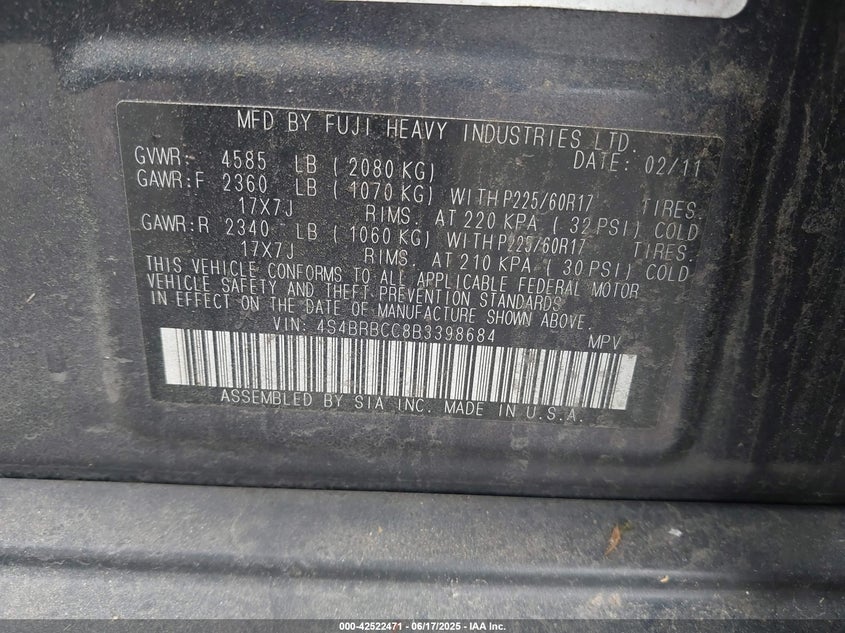 MFD BY FUJI HEAVY INDUSTRIES LTD.
DATE: 02/11
GVWR: 4585 LB ( 2080 KG)
GAWR:F 2360 LB ( 1070 KG) WITH P225/60R17 TIRES.
17X7J RIMS. AT 220 KPA ( 32 PSI) COLD
GAWR:R 2340 LB ( 1060 KG) WITH P225/60R17 TIRES.
17X7J RIMS. AT 210 KPA ( 30 PSI) COLD
THIS VEHICLE CONFORMS TO ALL APPLICABLE FEDERAL MOTOR
VEHICLE SAFETY AND THEFT PREVENTION STANDARDS
IN EFFECT ON THE DATE OF MANUFACTURE SHOWN ABOVE.
VIN: 4S4BRBCC8B3398684 MPV
ASSEMBLED BY SIA INC. MADE IN U.S.A.
000-42522471 - 06/17/2025 - IAA Inc.